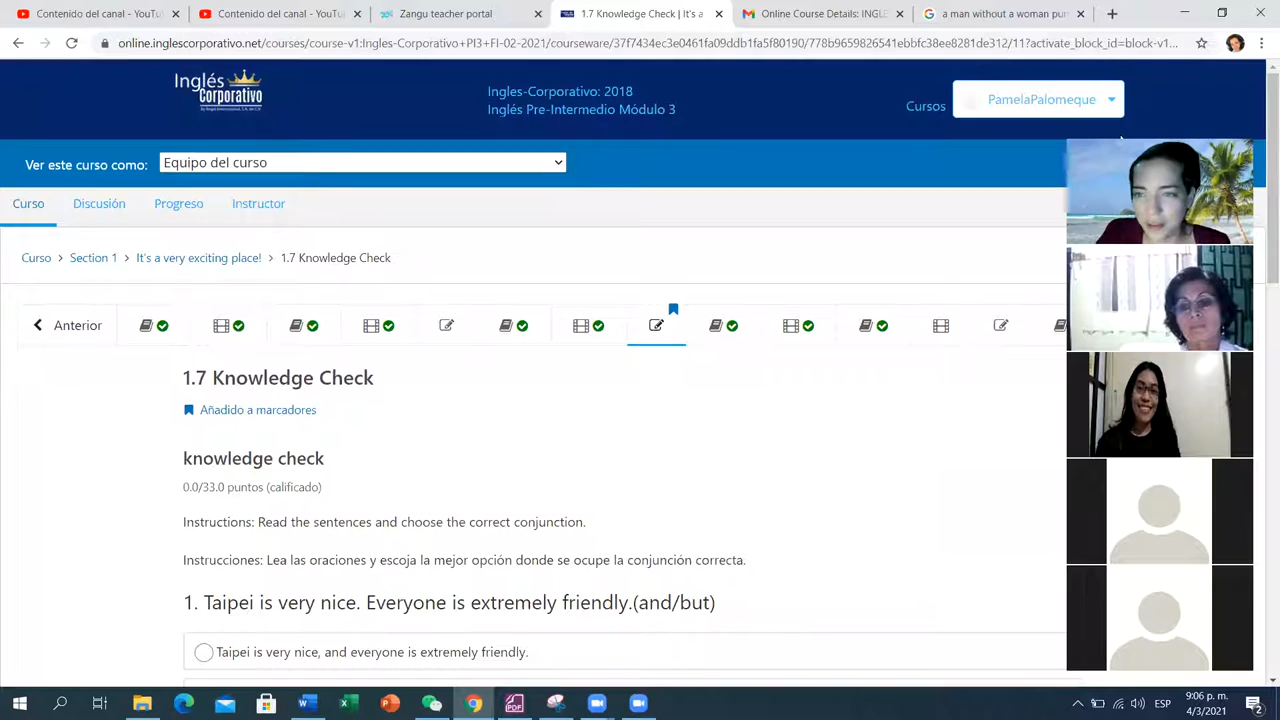 Contenido del canal - YouTu
Contenido del canal - YouTu
Zangu teacher portal
1.7 Knowledge Check | It's a
Online Course Details: INGLE
a man without a woman pun
online.inglescorporativo.net/courses/course-v1:Ingles-Corporativo+PI3+FI-02-2021/courseware/37f7434ec3e0461fa09ddb1fa5f80190/778b9659826541ebbfc38ee8281de312/11?activate_block_id=block-v1...
Inglés
Corporativo
Ingles-Corporativo: 2018
Inglés Pre-Intermedio Módulo 3
Cursos
PamelaPalomeque
Ver este curso como:
Equipo del curso
Curso
Discusión
Progreso
Instructor
Curso > Section 1 > It's a very exciting place! > 1.7 Knowledge Check
Anterior
1.7 Knowledge Check
Añadido a marcadores
knowledge check
0.0/33.0 puntos (calificado)
Instructions: Read the sentences and choose the correct conjunction.
Instrucciones: Lea las oraciones y escoja la mejor opción donde se ocupe la conjunción correcta.
1. Taipei is very nice. Everyone is extremely friendly.(and/but)
Taipei is very nice, and everyone is extremely friendly.
ESP
9:06 p. m.
4/3/2021
2